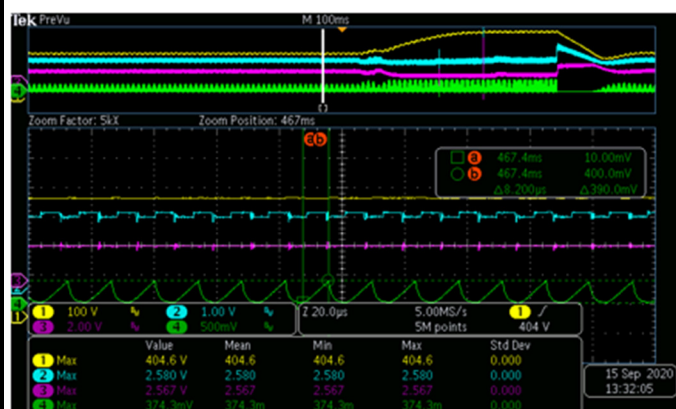 Tek PreVu M 100ms
Zoom Factor: 5kX Zoom Position: 467ms
a b
a 467.4ms 10.00mV
b 467.4ms 400.0mV
Δ8.200µs Δ390.0mV
1 100 V 2 1.00 V Z 20.0µs 5.00MS/s 1
3 2.00 V 4 500mV 5M points 404 V
Value Mean Min Max Std Dev
1 Max 404.6 V 404.6 404.6 404.6 0.000
2 Max 2.580 V 2.580 2.580 2.580 0.000
3 Max 2.567 V 2.567 2.567 2.567 0.000
4 Max 374.3mV 374.3m 374.3m 374.3m 0.000
15 Sep 2020
13:32:05